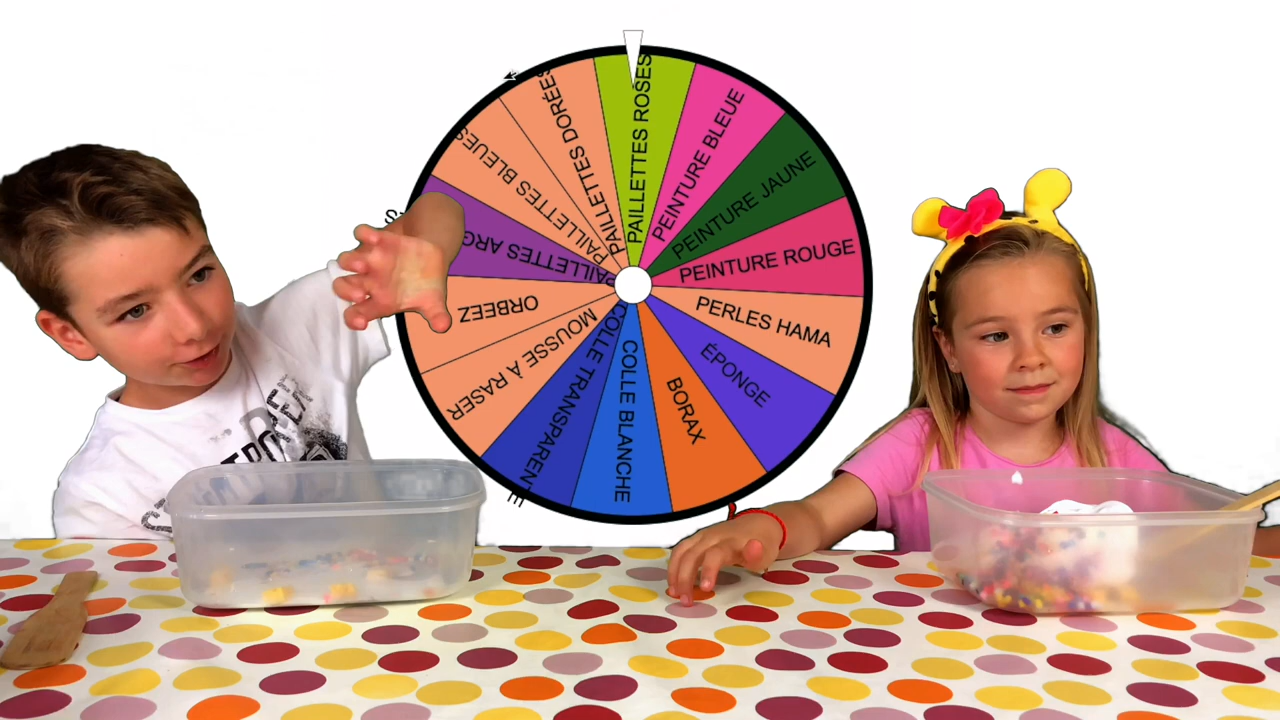 PAILLETTES ROSES
PEINTURE BLEUE
PEINTURE JAUNE
PEINTURE ROUGE
PERLES HAMA
ÉPONGE
BORAX
COLLE BLANCHE
COLLE TRANSPARENTE
MOUSSE À RASER
ORBEEZ
PAILLETTES
PAILLETTES BLEUES
PAILLETTES DORÉES